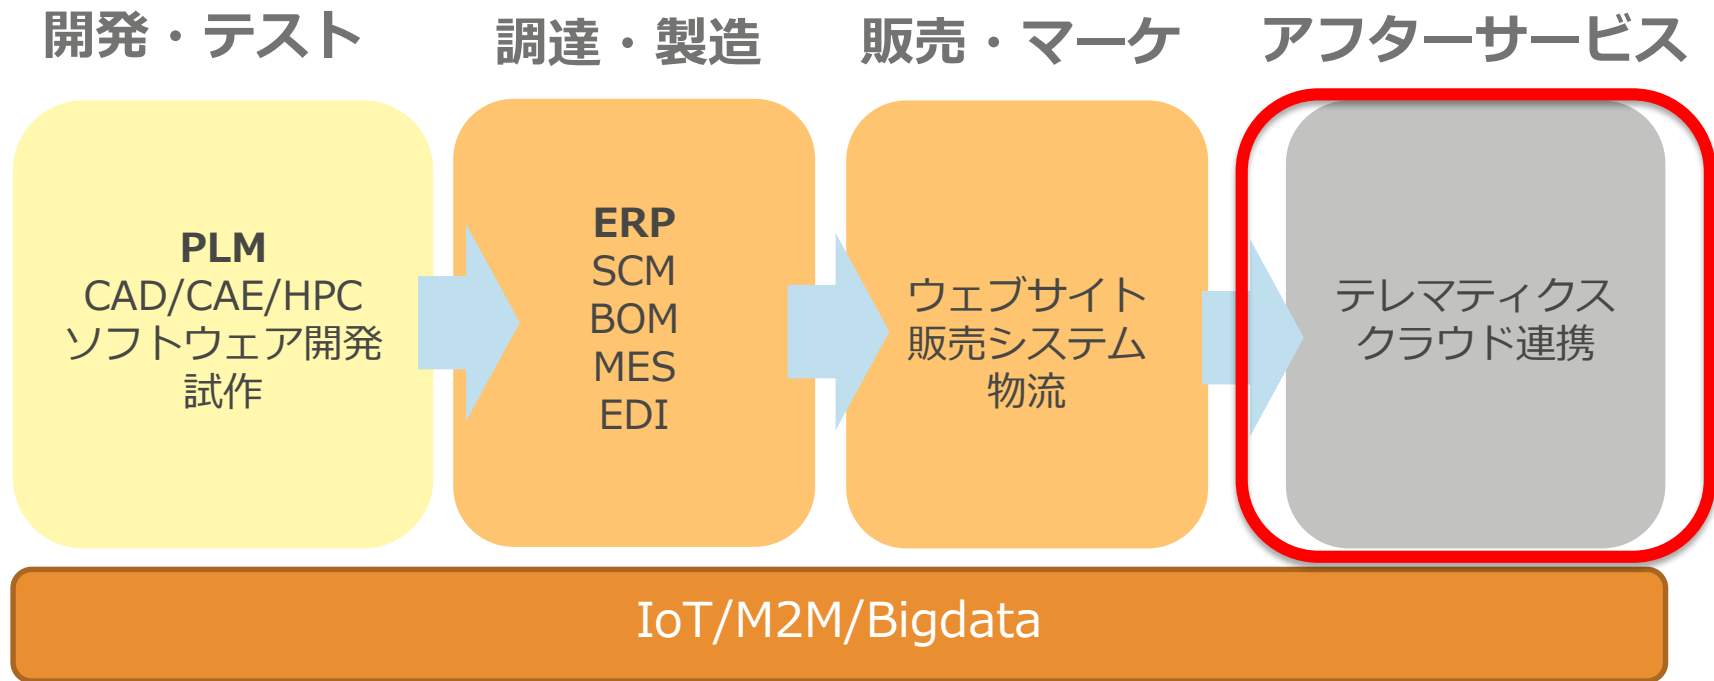 開発・テスト
調達・製造
販売・マーケ
アフターサービス
PLM
CAD/CAE/HPC
ソフトウェア開発
試作
ERP
SCM
BOM
MES
EDI
ウェブサイト
販売システム
物流
テレマティクス
クラウド連携
IoT/M2M/Bigdata